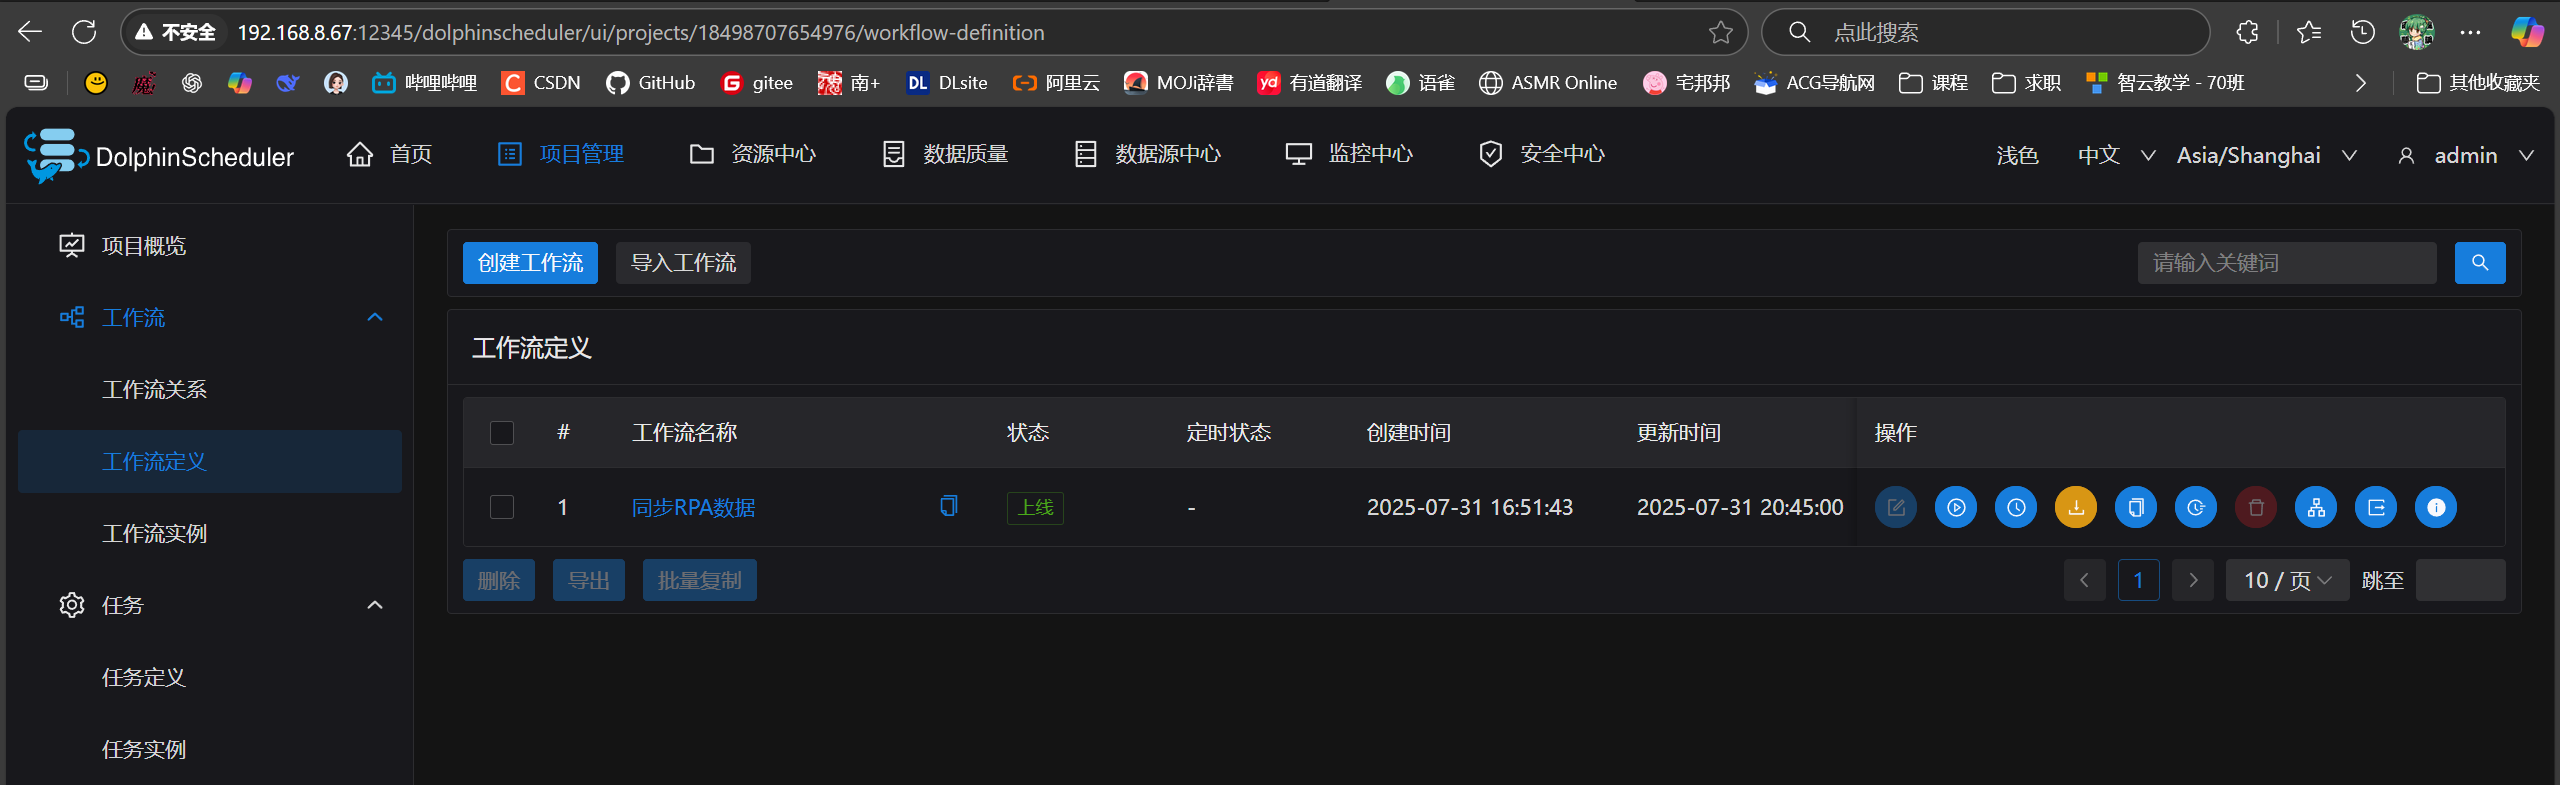 不安全 192.168.8.67:12345/dolphinscheduler/ui/projects/18498707654976/workflow-definition 点此搜索
哔哩哔哩 CSDN GitHub gitee 南+ DLsite 阿里云 MOJi辞書 有道翻译 语雀 ASMR Online 宅邦邦 ACG导航网 课程 求职 智云教学 - 70班 其他收藏夹
DolphinScheduler 首页 项目管理 资源中心 数据质量 数据源中心 监控中心 安全中心 浅色 中文 Asia/Shanghai admin
项目概览
工作流
工作流关系
工作流定义
工作流实例
任务
任务定义
任务实例
创建工作流 导入工作流 请输入关键词
工作流定义
# 工作流名称 状态 定时状态 创建时间 更新时间 操作
1 同步RPA数据 上线 - 2025-07-31 16:51:43 2025-07-31 20:45:00
删除 导出 批量复制 1 10 / 页 跳至